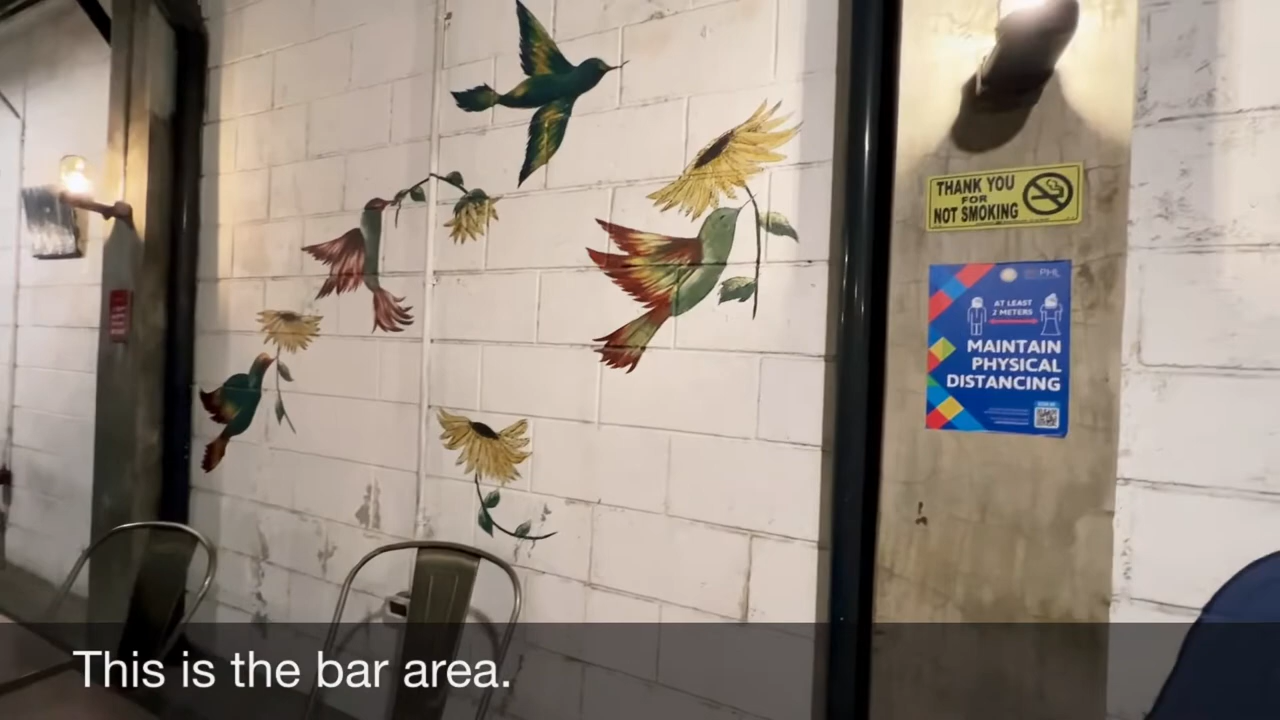 THANK YOU
FOR
NOT SMOKING
PHL
AT LEAST
2 METERS
MAINTAIN
PHYSICAL
DISTANCING
This is the bar area.